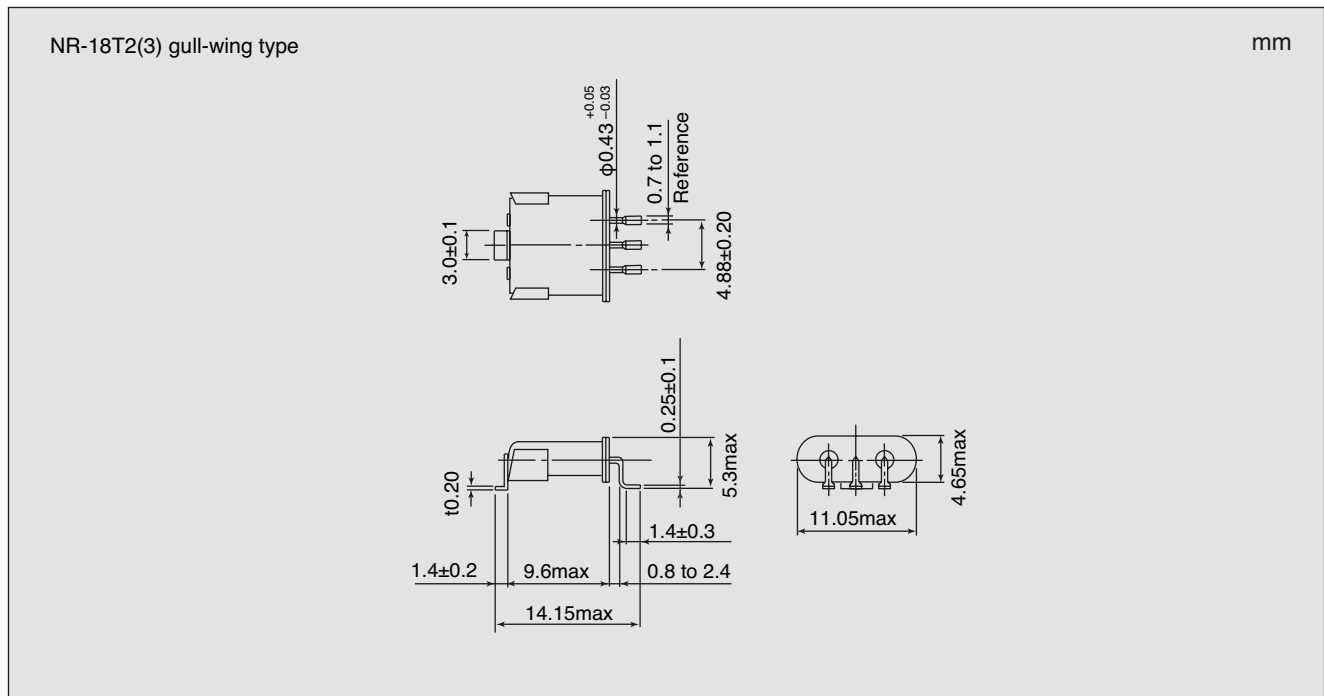 NR-18T2(3) gull-wing type
mm
ϕ0.43 +0.05 −0.03
0.7 to 1.1
Reference
3.0±0.1
4.88±0.20
0.25±0.1
t0.20
5.3max
4.65max
11.05max
1.4±0.3
1.4±0.2
9.6max
0.8 to 2.4
14.15max